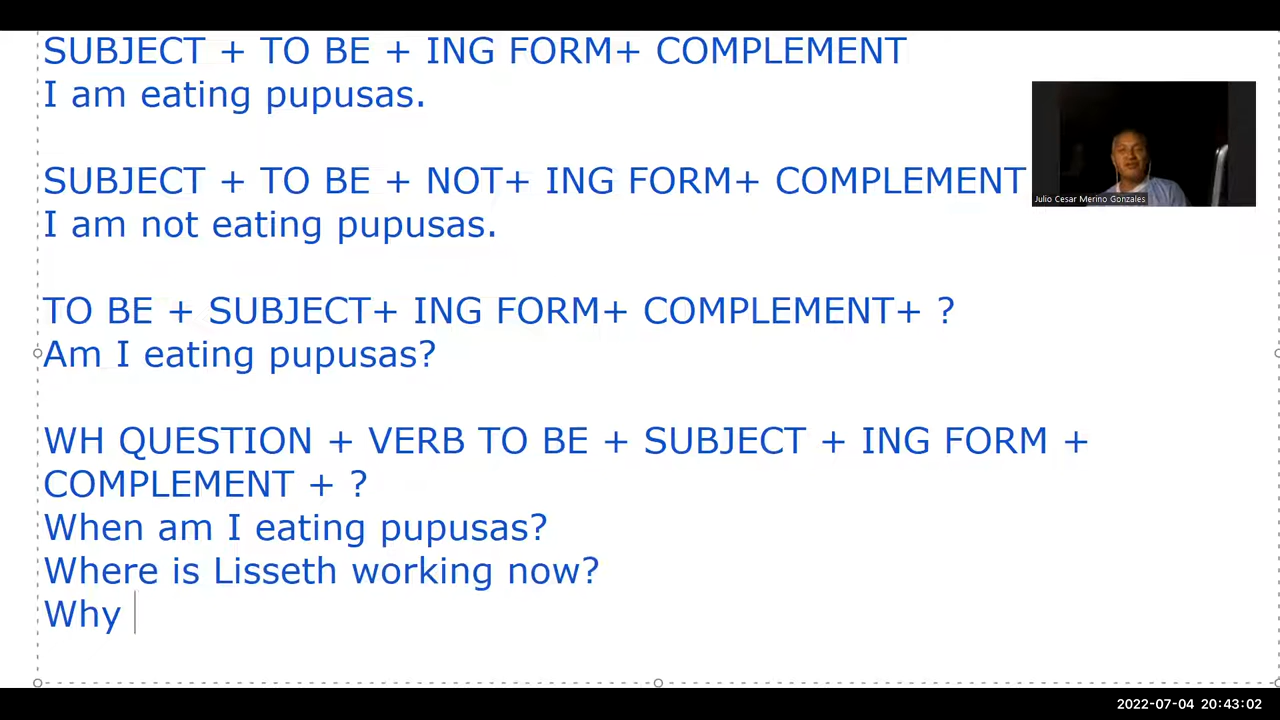 SUBJECT + TO BE + ING FORM+ COMPLEMENT
I am eating pupusas.
SUBJECT + TO BE + NOT+ ING FORM+ COMPLEMENT
I am not eating pupusas.
Julio Cesar Merino Gonzales
TO BE + SUBJECT+ ING FORM+ COMPLEMENT+ ?
Am I eating pupusas?
WH QUESTION + VERB TO BE + SUBJECT + ING FORM +
COMPLEMENT + ?
When am I eating pupusas?
Where is Lisseth working now?
Why
2022-07-04 20:43:02